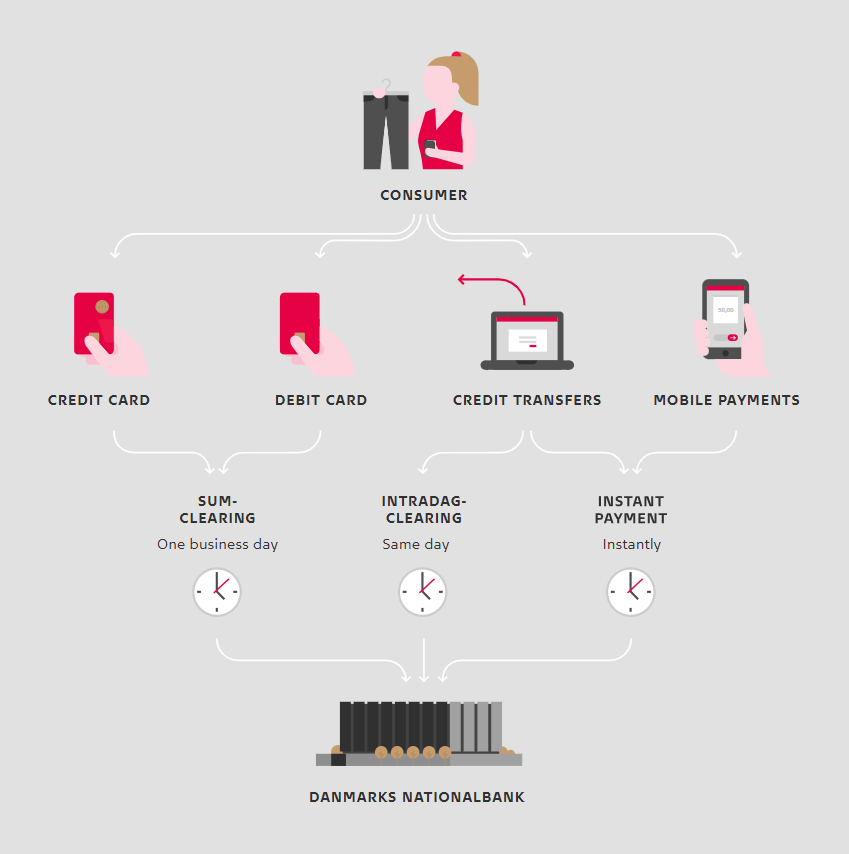 CONSUMER
CREDIT CARD
DEBIT CARD
CREDIT TRANSFERS
50,00
MOBILE PAYMENTS
SUM-
CLEARING
One business day
INTRADAG-
CLEARING
Same day
INSTANT
PAYMENT
Instantly
DANMARKS NATIONALBANK